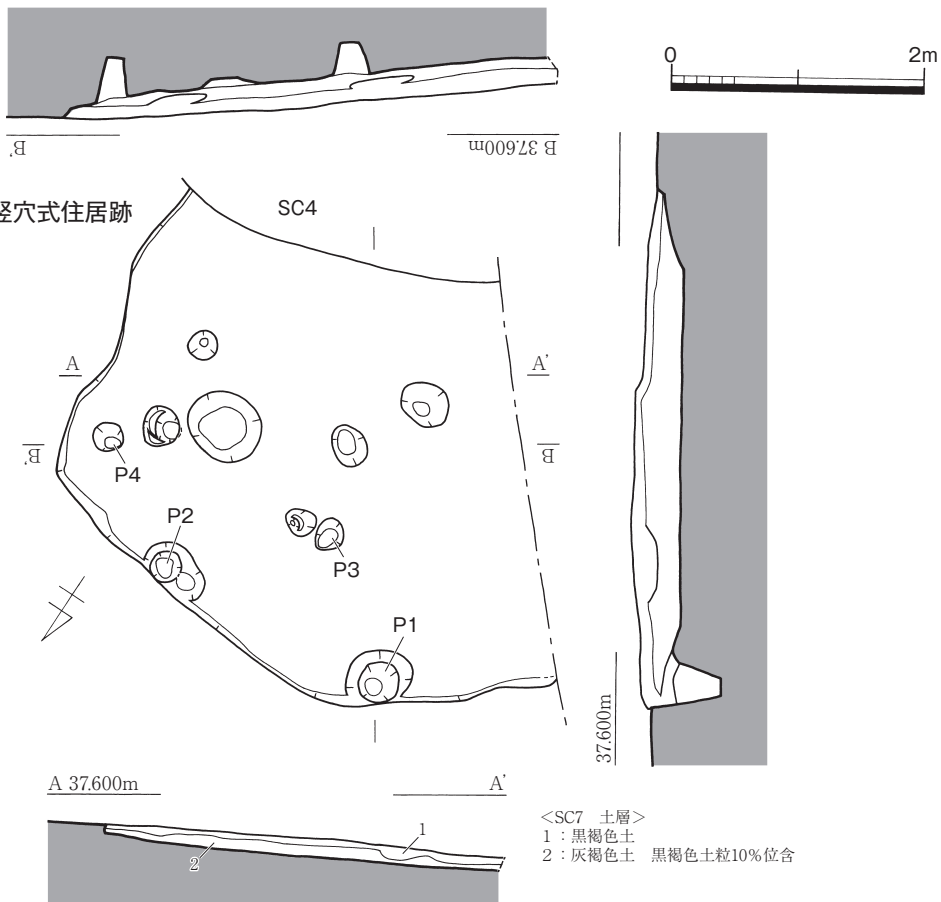 0 2m
B' B 37.600m
竪穴式住居跡
SC4
A A'
B' B
P4
P2
P3
P1
37.600m
A 37.600m A'
1
2
<SC7 土層>
1：黒褐色土
2：灰褐色土 黒褐色土粒10%位含